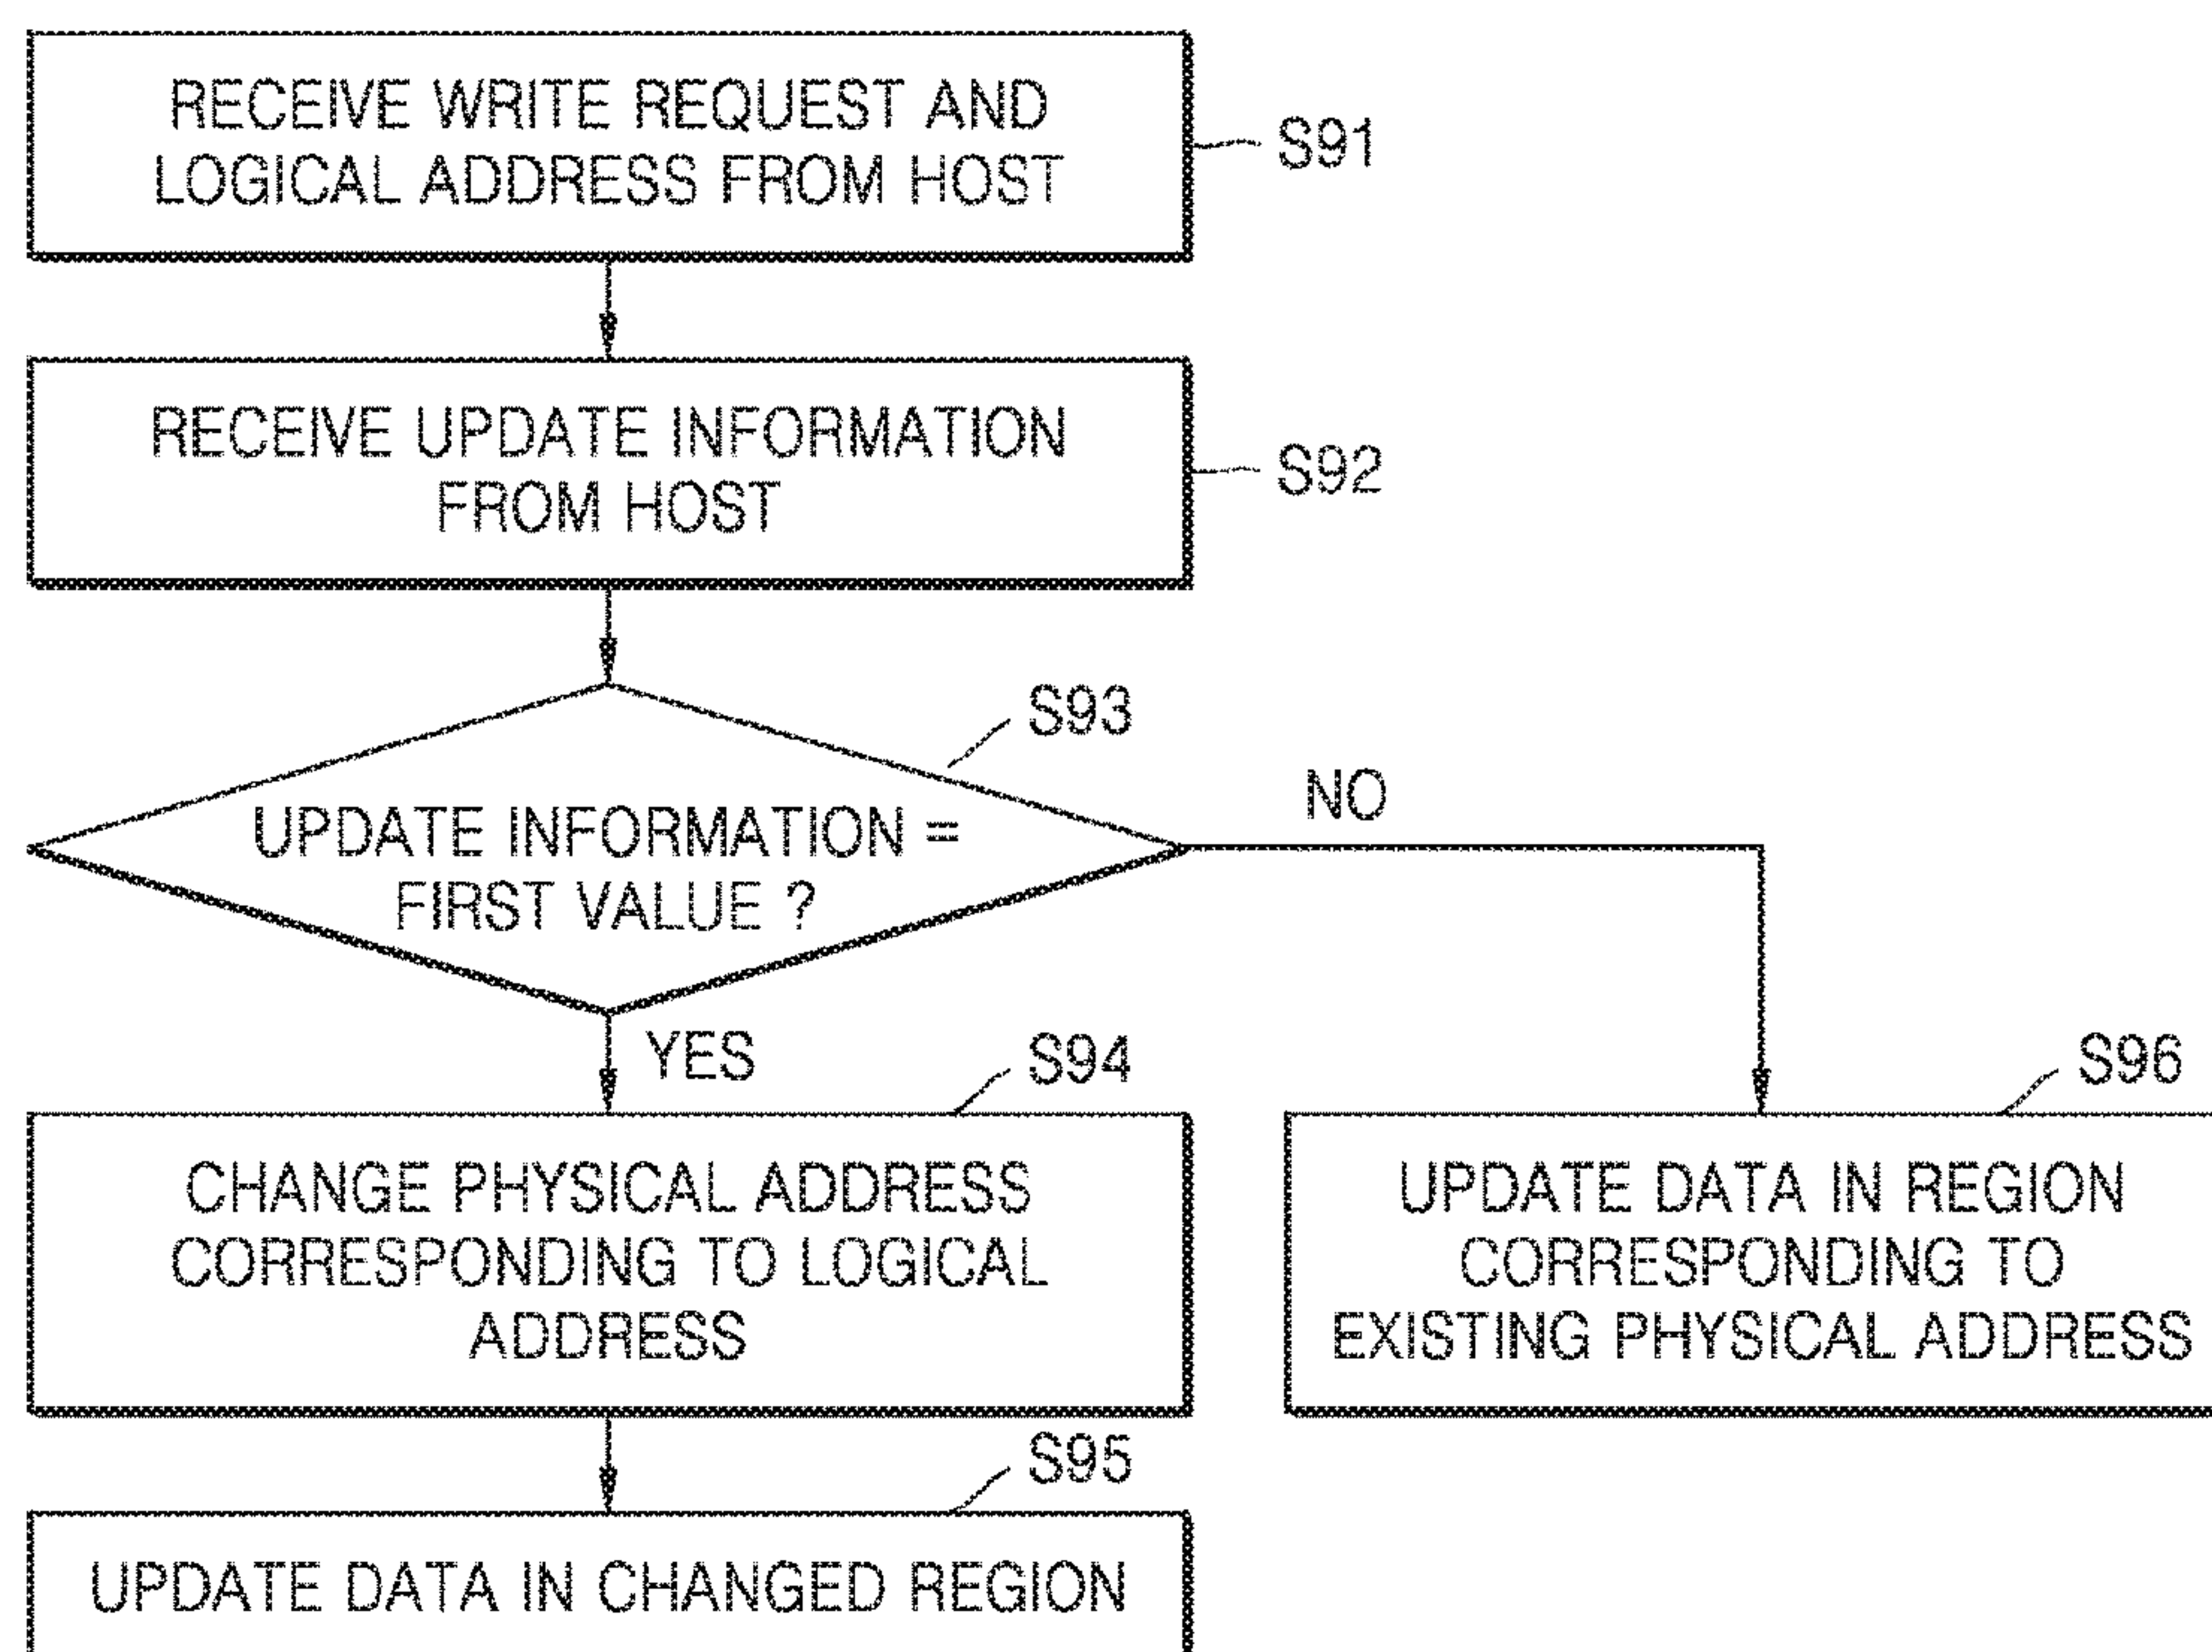 RECEIVE WRITE REQUEST AND
LOGICAL ADDRESS FROM HOST
S91
RECEIVE UPDATE INFORMATION
FROM HOST
S92
S93
UPDATE INFORMATION =
FIRST VALUE ?
NO
YES
S94
CHANGE PHYSICAL ADDRESS
CORRESPONDING TO LOGICAL
ADDRESS
S96
UPDATE DATA IN REGION
CORRESPONDING TO
EXISTING PHYSICAL ADDRESS
S95
UPDATE DATA IN CHANGED REGION